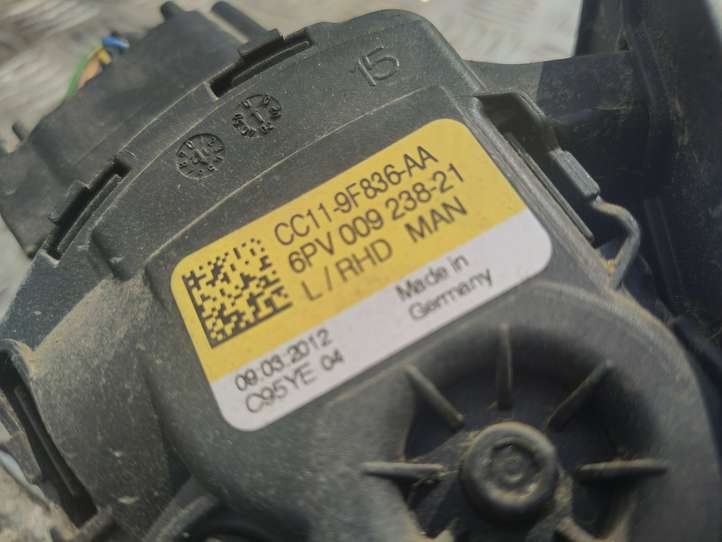 15
CC11-9F836-AA
6PV 009 238-21
L / RHD MAN
Made in
Germany
09.03.2012
C95YE 04